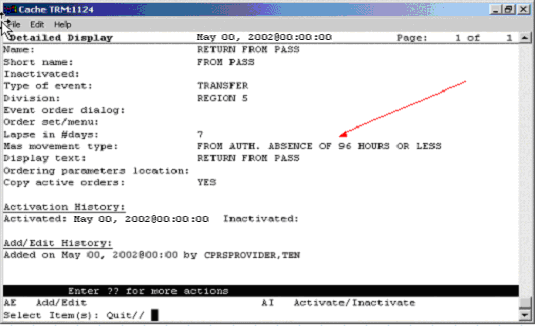 Cache TRM:1124
File Edit Help
Detailed Display May 00, 2002@00:00:00 Page: 1 of 1
Name: RETURN FROM PASS
Short name: FROM PASS
Inactivated:
Type of event: TRANSFER
Division: REGION 5
Event order dialog:
Order set/menu:
Lapse in #days: 7
Mas movement type: FROM AUTH. ABSENCE OF 96 HOURS OR LESS
Display text: RETURN FROM PASS
Ordering parameters location:
Copy active orders: YES
Activation History:
Activated: May 00, 2002@00:00:00 Inactivated:
Add/Edit History:
Added on May 00, 2002@00:00 by CPRSPROVIDER,TEN
Enter ?? for more actions
AE Add/Edit AI Activate/Inactivate
Select Item(s): Quit//